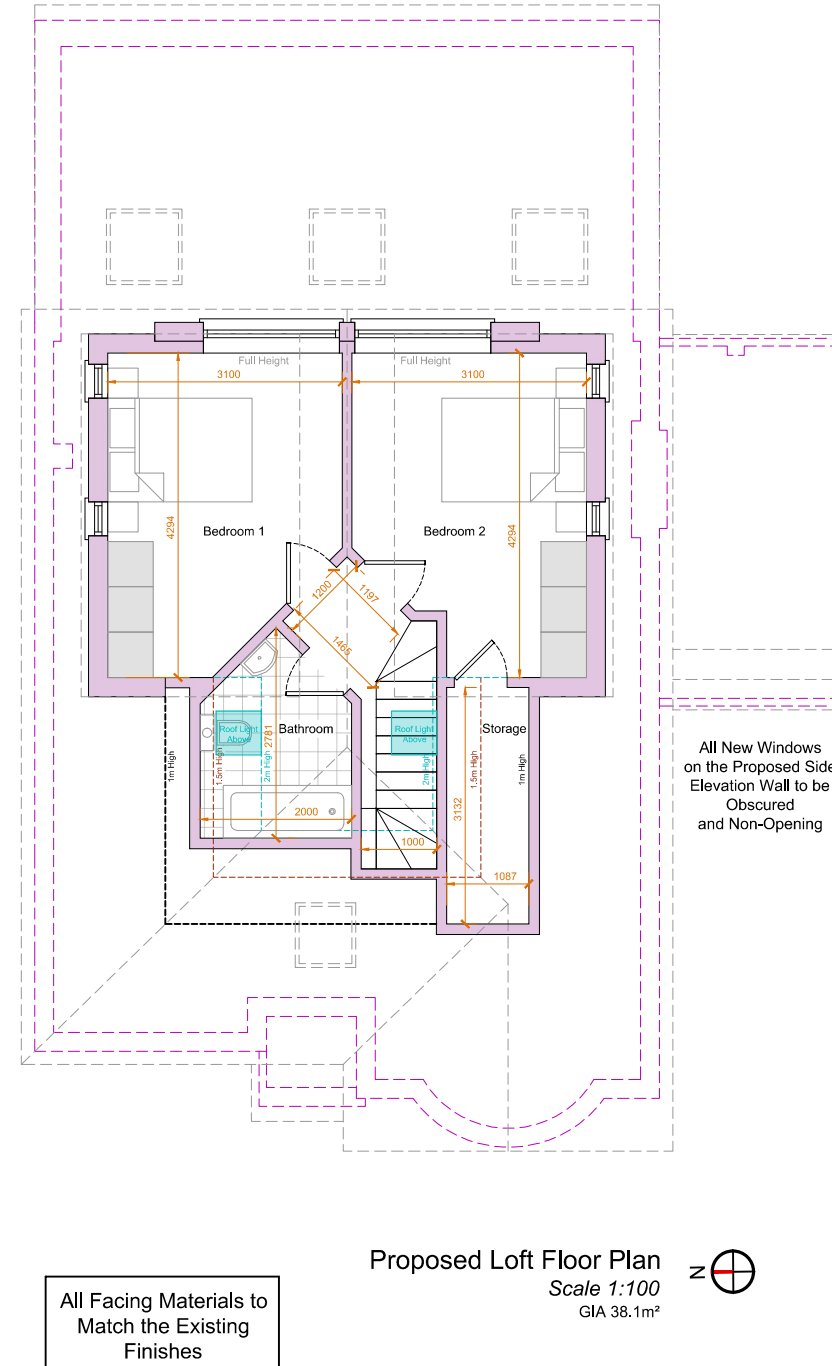 Full Height
Full Height
3100
3100
4294
4294
Bedroom 1
Bedroom 2
1200
1197
1465
Roof Light
Above
Bathroom
2781
Roof Light
Above
Storage
1m High
1.5m High
2m High
2m High
1.5m High
1m High
3132
2000
1000
1087
All New Windows
on the Proposed Side
Elevation Wall to be
Obscured
and Non-Opening
Proposed Loft Floor Plan
Scale 1:100
GIA 38.1m²
N
All Facing Materials to
Match the Existing
Finishes